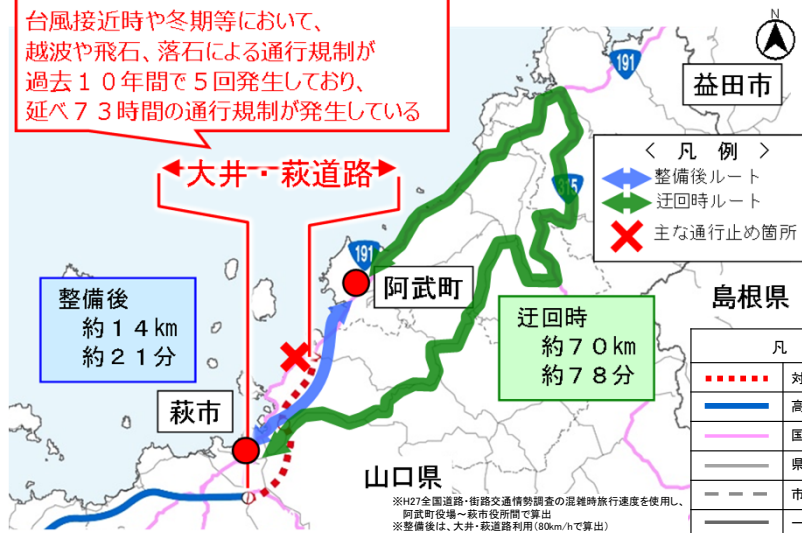 台風接近時や冬期等において、
越波や飛石、落石による通行規制が
過去１０年間で５回発生しており、
延べ７３時間の通行規制が発生している
N
191
益田市
大井・萩道路
＜ 凡 例 ＞
整備後ルート
迂回時ルート
主な通行止め箇所
315
191
阿武町
島根県
整備後
約１４km
約２１分
迂回時
約７０km
約７８分
萩市
山口県
凡
対
高
国
県
市
一
※H27全国道路・街路交通情勢調査の混雑時旅行速度を使用し、
阿武町役場～萩市役所間で算出
※整備後は、大井・萩道路利用（80km/hで算出）